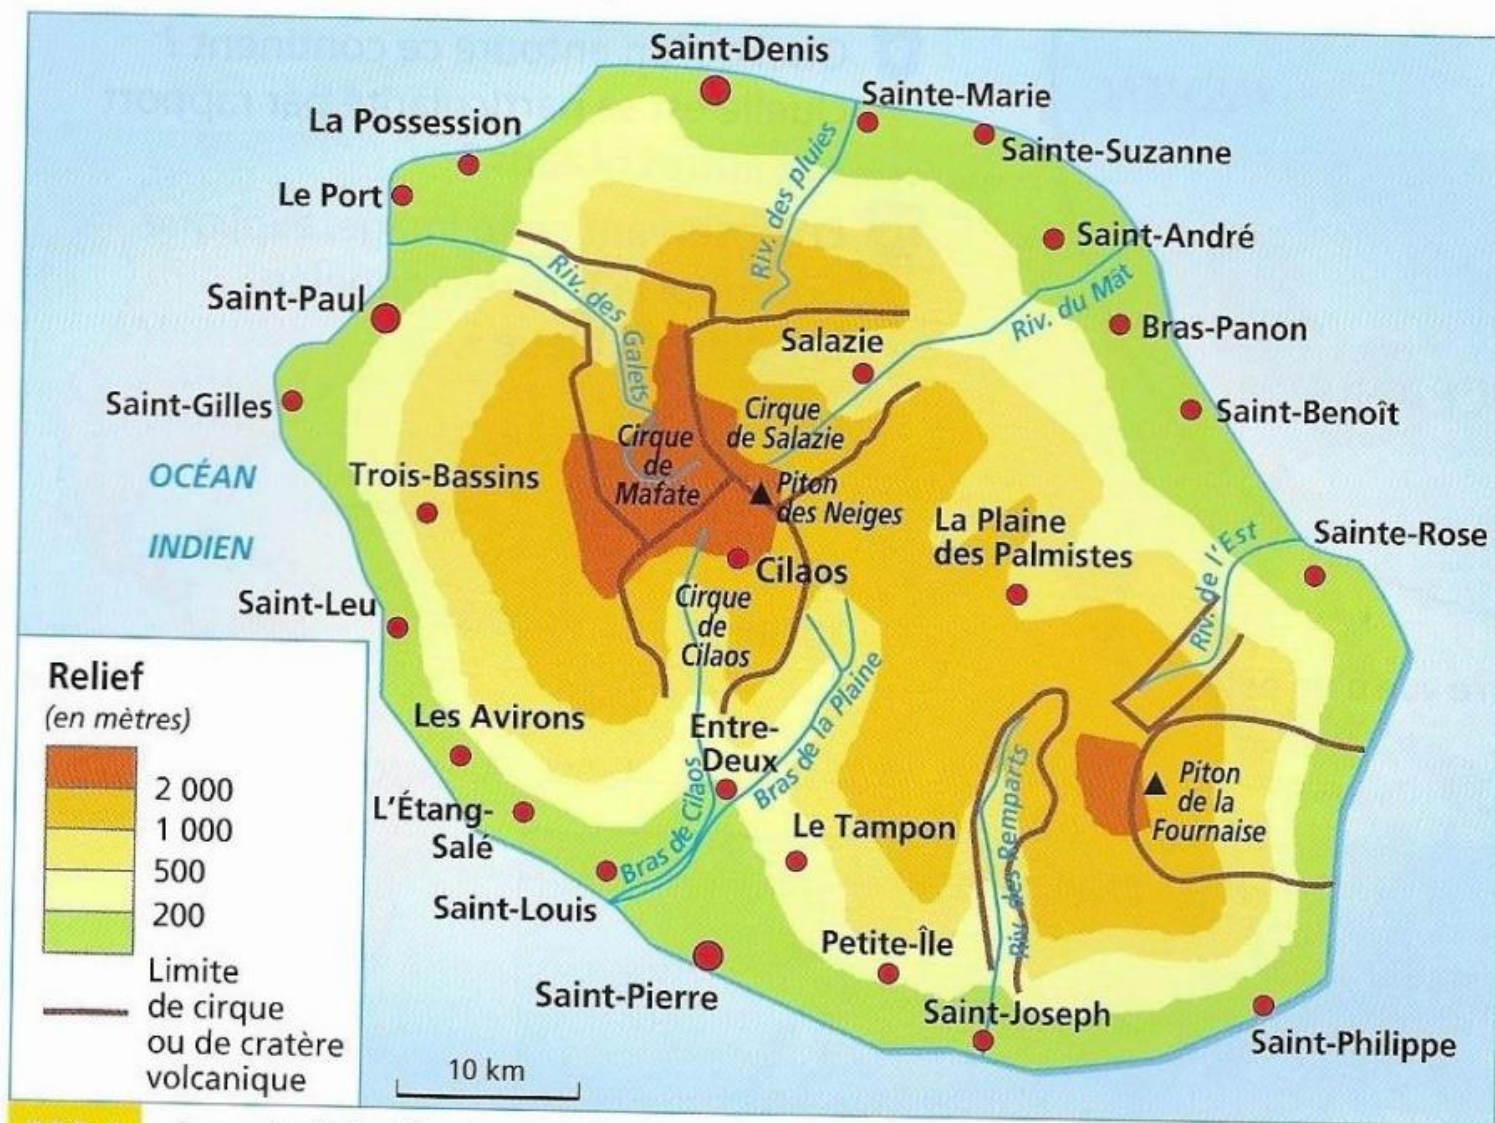 Saint-Denis
Sainte-Marie
Sainte-Suzanne
La Possession
Le Port
Riv. des pluies
Saint-André
Saint-Paul
Riv. des Galets
Riv. du Mât
Bras-Panon
Salazie
Saint-Gilles
Cirque
de Salazie
Saint-Benoît
Cirque
de
Mafate
OCÉAN
INDIEN
Trois-Bassins
Piton
des Neiges
La Plaine
des Palmistes
Sainte-Rose
Riv. de l'Est
Cilaos
Saint-Leu
Cirque
de
Cilaos
Les Avirons
Entre-
Deux
Bras de la Plaine
Bras de Cilaos
L'Étang-
Salé
Le Tampon
Riv. des Remparts
Piton
de la
Fournaise
Saint-Louis
Petite-Île
Saint-Pierre
Saint-Joseph
Saint-Philippe
Relief
(en mètres)
2 000
1 000
500
200
Limite
de cirque
ou de cratère
volcanique
10 km